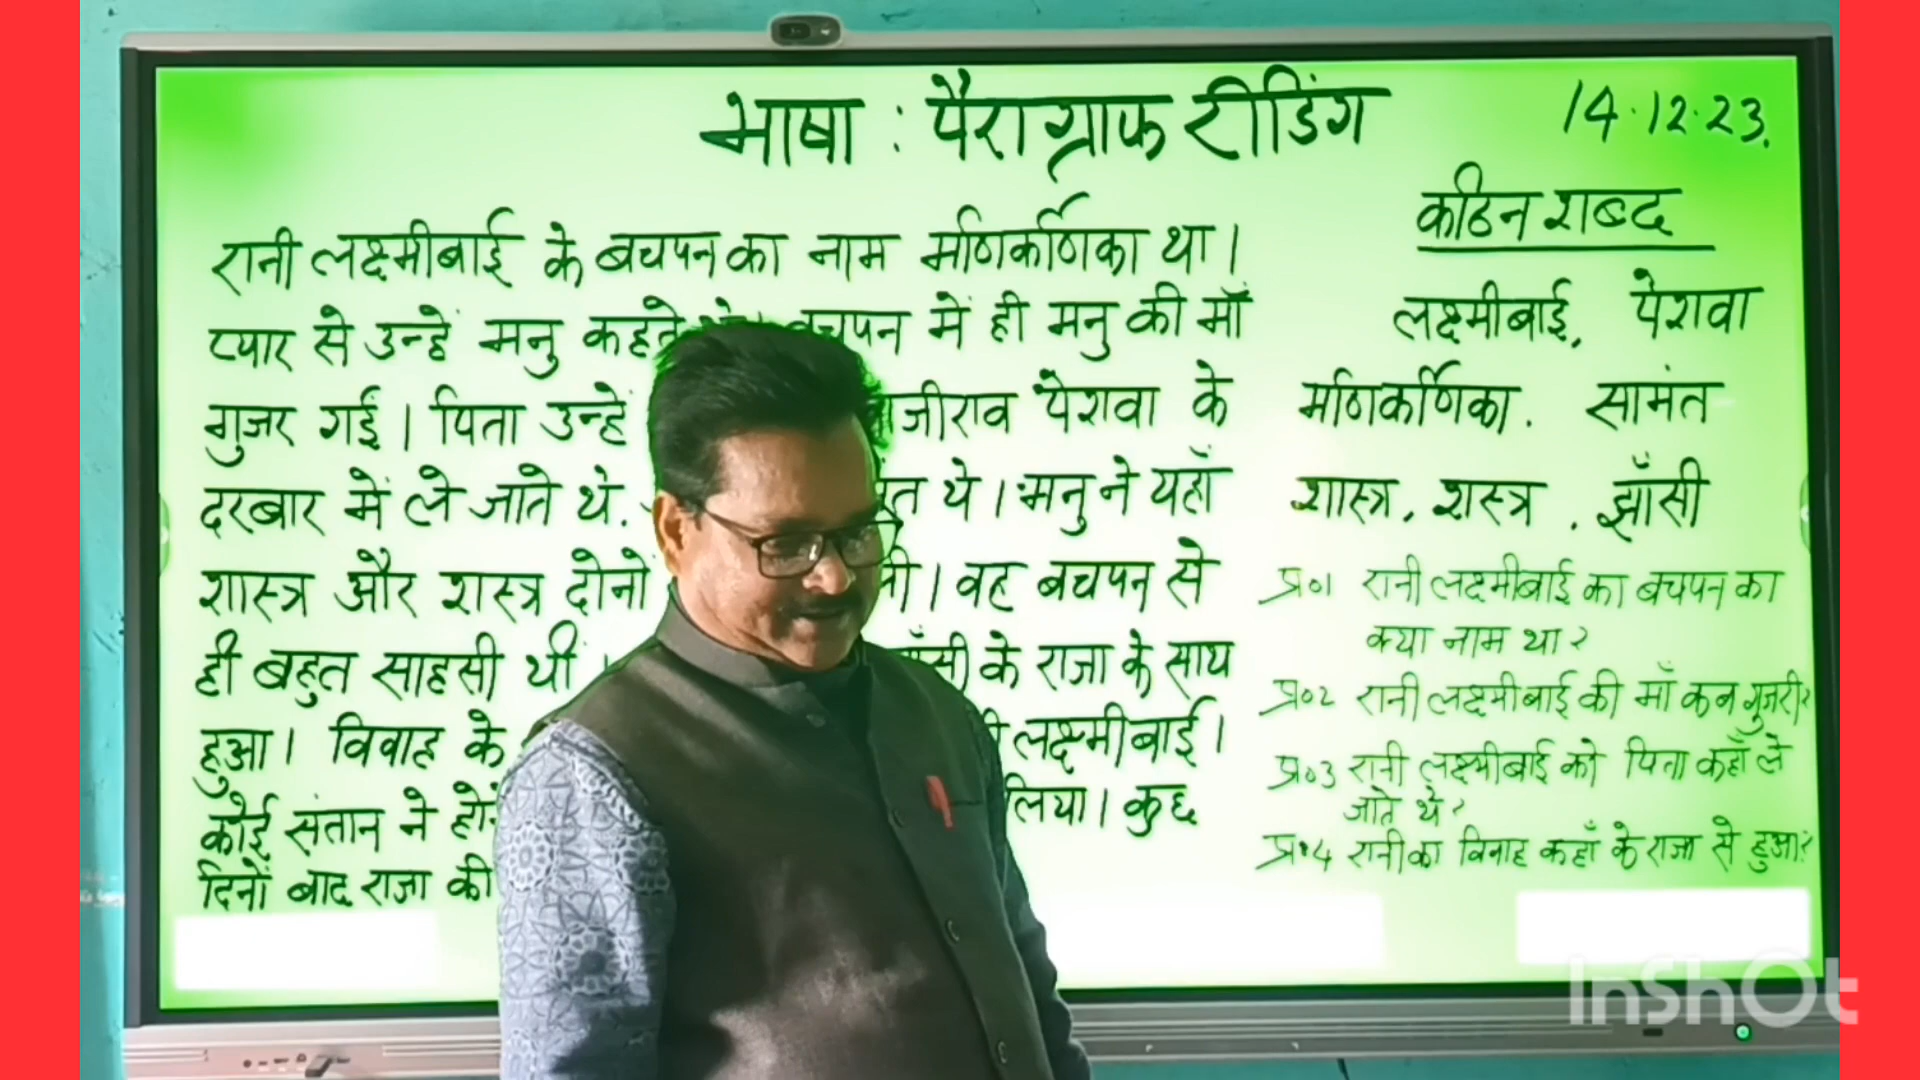 भाषा : पैराग्राफ रीडिंग
14.12.23.
रानी लक्ष्मीबाई के बचपन का नाम मणिकर्णिका था।
प्यार से उन्हें मनु कहते बचपन में ही मनु की माँ
गुजर गई। पिता उन्हें पेशवा के
दरबार में ले जाते थे. थे। मनु ने यहाँ
शास्त्र और शस्त्र दोनों वह बचपन से
ही बहुत साहसी थी । के राजा के साथ
हुआ। विवाह के लक्ष्मीबाई।
कोई संतान ने लिया। कुछ
दिनों बाद राजा की
कठिन शब्द
लक्ष्मीबाई, पेशवा
मणिकर्णिका. सामंत
शास्त्र, शस्त्र . झाँसी
प्र०1 रानी लक्ष्मीबाई का बचपन का
क्या नाम था?
प्र०2 रानी लक्ष्मीबाई की माँ कब गुजरी?
प्र०3 रानी लक्ष्मीबाई को पिता कहाँ ले
जाते थे?
प्र०4 रानी का विवाह कहाँ के राजा से हुआ?
InShOt